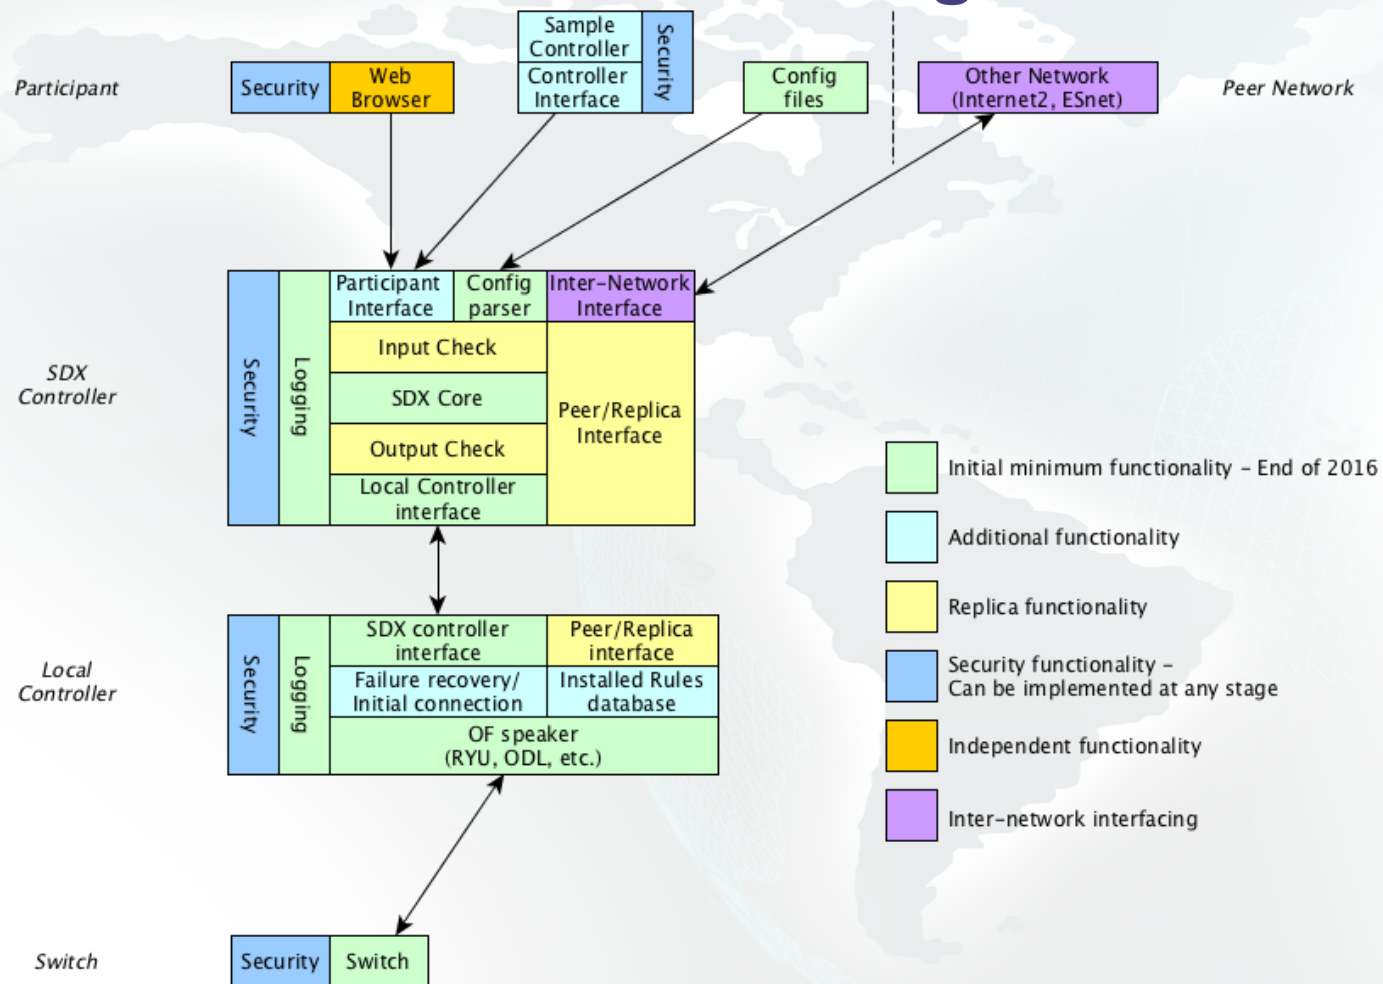 Participant
Security
Web
Browser
Sample
Controller
Controller
Interface
Security
Config
files
Other Network
(Internet2, ESnet)
Peer Network
SDX
Controller
Security
Logging
Participant
Interface
Config
parser
Inter-Network
Interface
Input Check
SDX Core
Output Check
Local Controller
interface
Peer/Replica
Interface
Local
Controller
Security
Logging
SDX controller
interface
Peer/Replica
interface
Failure recovery/
Initial connection
Installed Rules
database
OF speaker
(RYU, ODL, etc.)
Switch
Security
Switch
Initial minimum functionality - End of 2016
Additional functionality
Replica functionality
Security functionality -
Can be implemented at any stage
Independent functionality
Inter-network interfacing